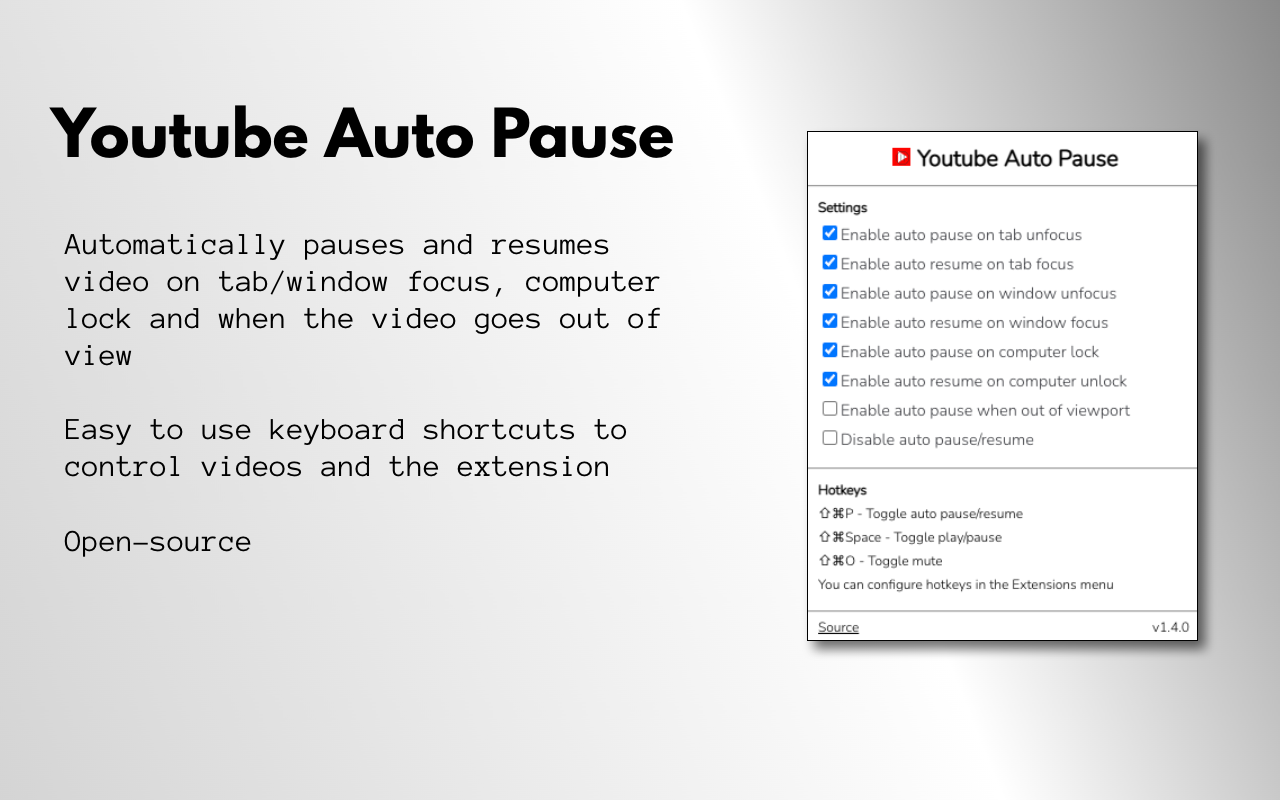 Youtube Auto Pause
Automatically pauses and resumes
video on tab/window focus, computer
lock and when the video goes out of
view
Easy to use keyboard shortcuts to
control videos and the extension
Open-source
Youtube Auto Pause
Settings
Enable auto pause on tab unfocus
Enable auto resume on tab focus
Enable auto pause on window unfocus
Enable auto resume on window focus
Enable auto pause on computer lock
Enable auto resume on computer unlock
Enable auto pause when out of viewport
Disable auto pause/resume
Hotkeys
⇧⌘P - Toggle auto pause/resume
⇧⌘Space - Toggle play/pause
⇧⌘O - Toggle mute
You can configure hotkeys in the Extensions menu
Source
v1.4.0